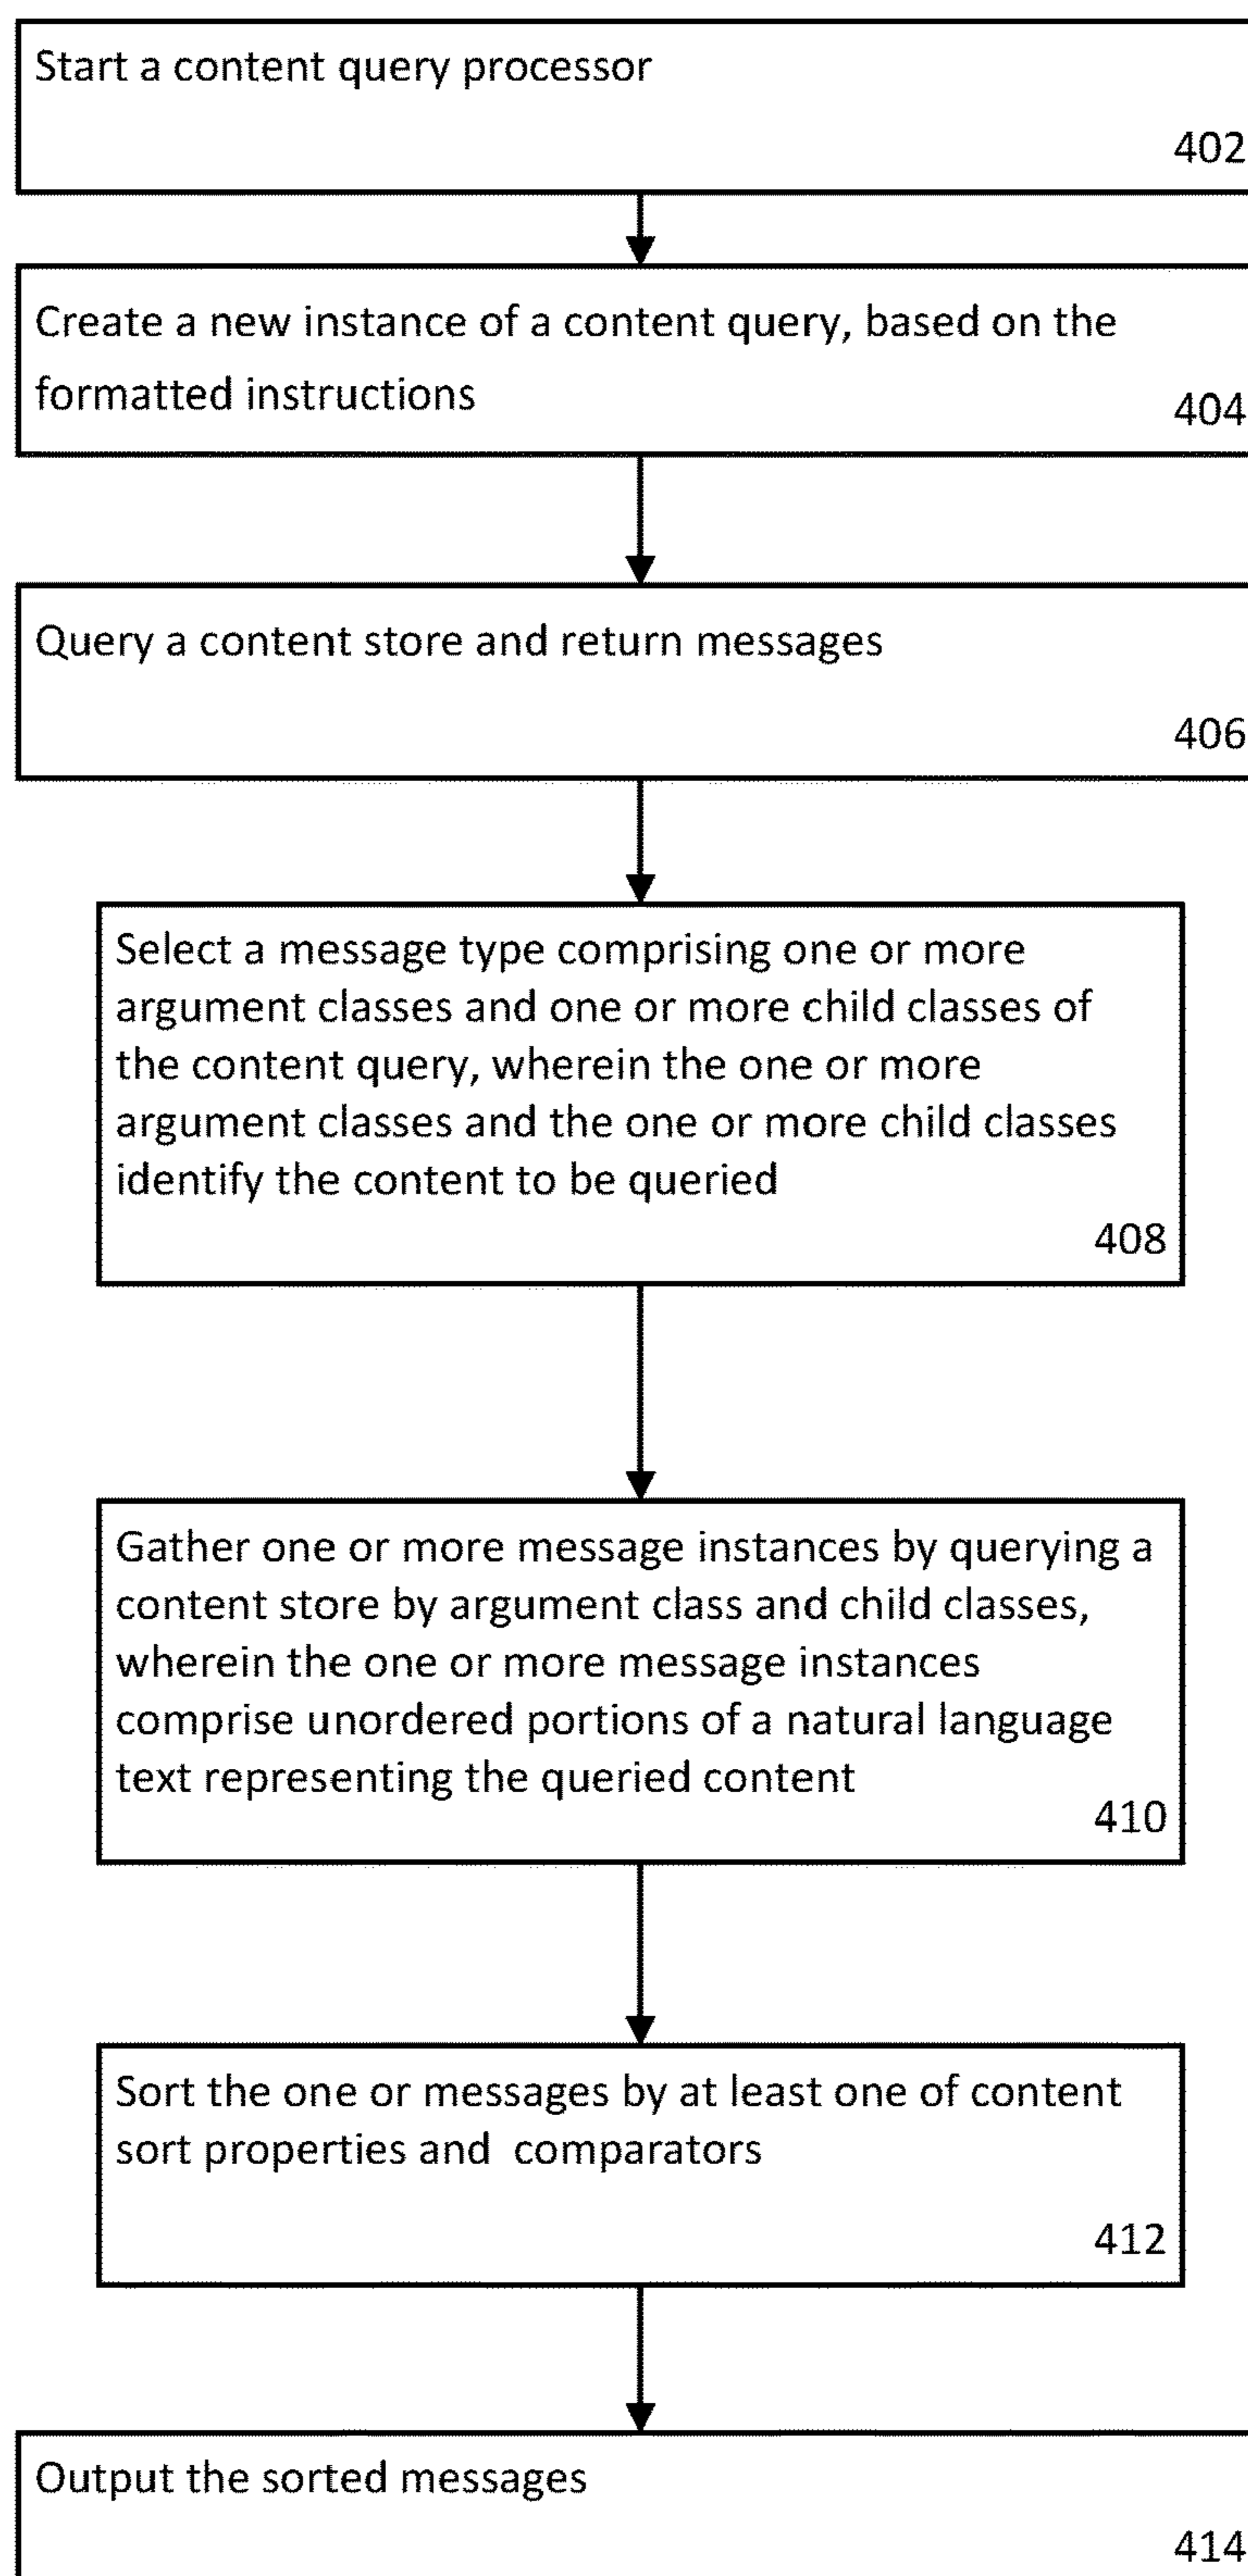 Start a content query processor
402
Create a new instance of a content query, based on the
formatted instructions
404
Query a content store and return messages
406
Select a message type comprising one or more
argument classes and one or more child classes of
the content query, wherein the one or more
argument classes and the one or more child classes
identify the content to be queried
408
Gather one or more message instances by querying a
content store by argument class and child classes,
wherein the one or more message instances
comprise unordered portions of a natural language
text representing the queried content
410
Sort the one or messages by at least one of content
sort properties and  comparators
412
Output the sorted messages
414